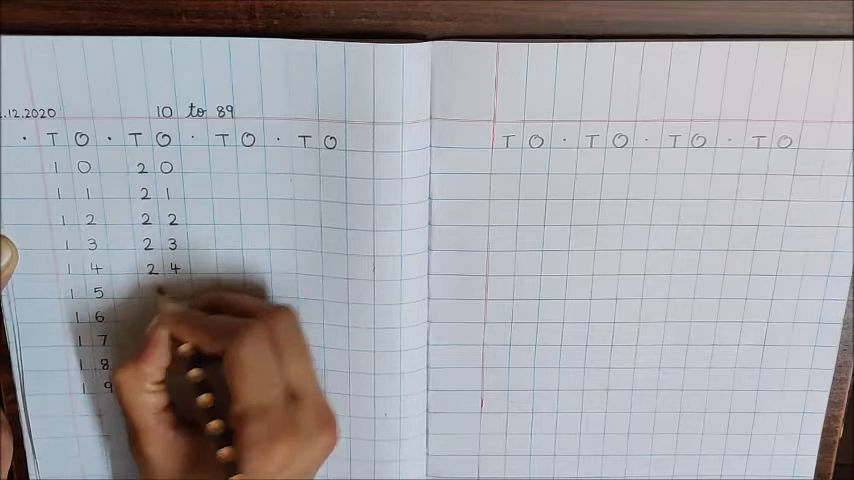 .12.2020 10 to 89
· T O · T O · T O · T O · T O · T O · T O · T O
1 0 2 0
1 1 2 1
1 2 2 2
1 3 2 3
1 4 2 4
1 5
1 6
1 7
1 8
1 9